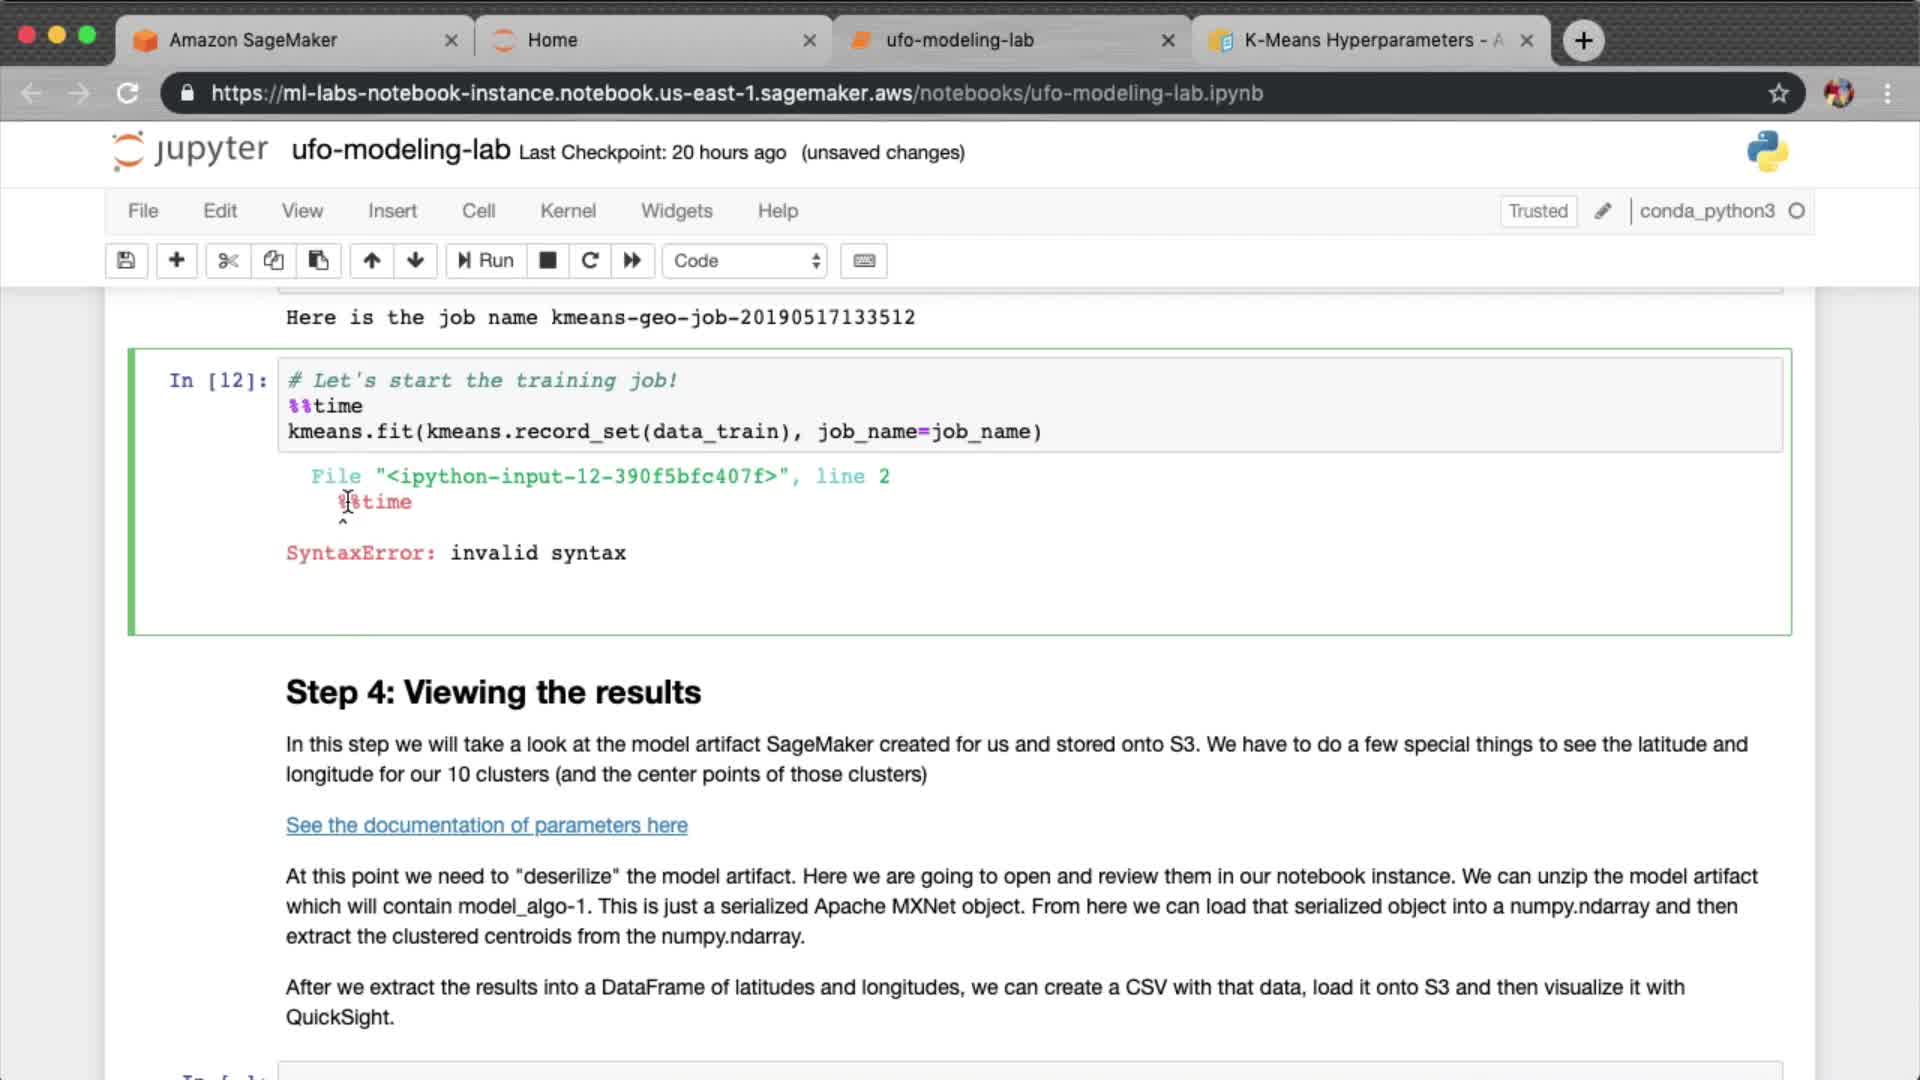 Amazon SageMaker
Home
ufo-modeling-lab
K-Means Hyperparameters - A
https://ml-labs-notebook-instance.notebook.us-east-1.sagemaker.aws/notebooks/ufo-modeling-lab.ipynb
jupyter ufo-modeling-lab Last Checkpoint: 20 hours ago (unsaved changes)
File Edit View Insert Cell Kernel Widgets Help Trusted conda_python3
Run Code
Here is the job name kmeans-geo-job-20190517133512
In [12]: # Let's start the training job!
%%time
kmeans.fit(kmeans.record_set(data_train), job_name=job_name)
File "<ipython-input-12-390f5bfc407f>", line 2
%%time
^
SyntaxError: invalid syntax
Step 4: Viewing the results
In this step we will take a look at the model artifact SageMaker created for us and stored onto S3. We have to do a few special things to see the latitude and
longitude for our 10 clusters (and the center points of those clusters)
See the documentation of parameters here
At this point we need to "deserilize" the model artifact. Here we are going to open and review them in our notebook instance. We can unzip the model artifact
which will contain model_algo-1. This is just a serialized Apache MXNet object. From here we can load that serialized object into a numpy.ndarray and then
extract the clustered centroids from the numpy.ndarray.
After we extract the results into a DataFrame of latitudes and longitudes, we can create a CSV with that data, load it onto S3 and then visualize it with
QuickSight.